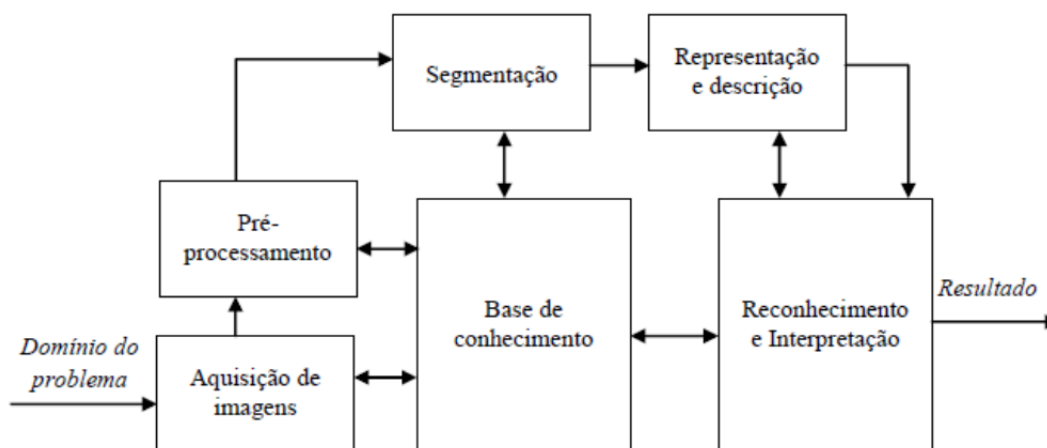 Segmentação
Representação
e descrição
Pré-
processamento
Base de
conhecimento
Reconhecimento
e Interpretação
Resultado
Domínio do
problema
Aquisição de
imagens